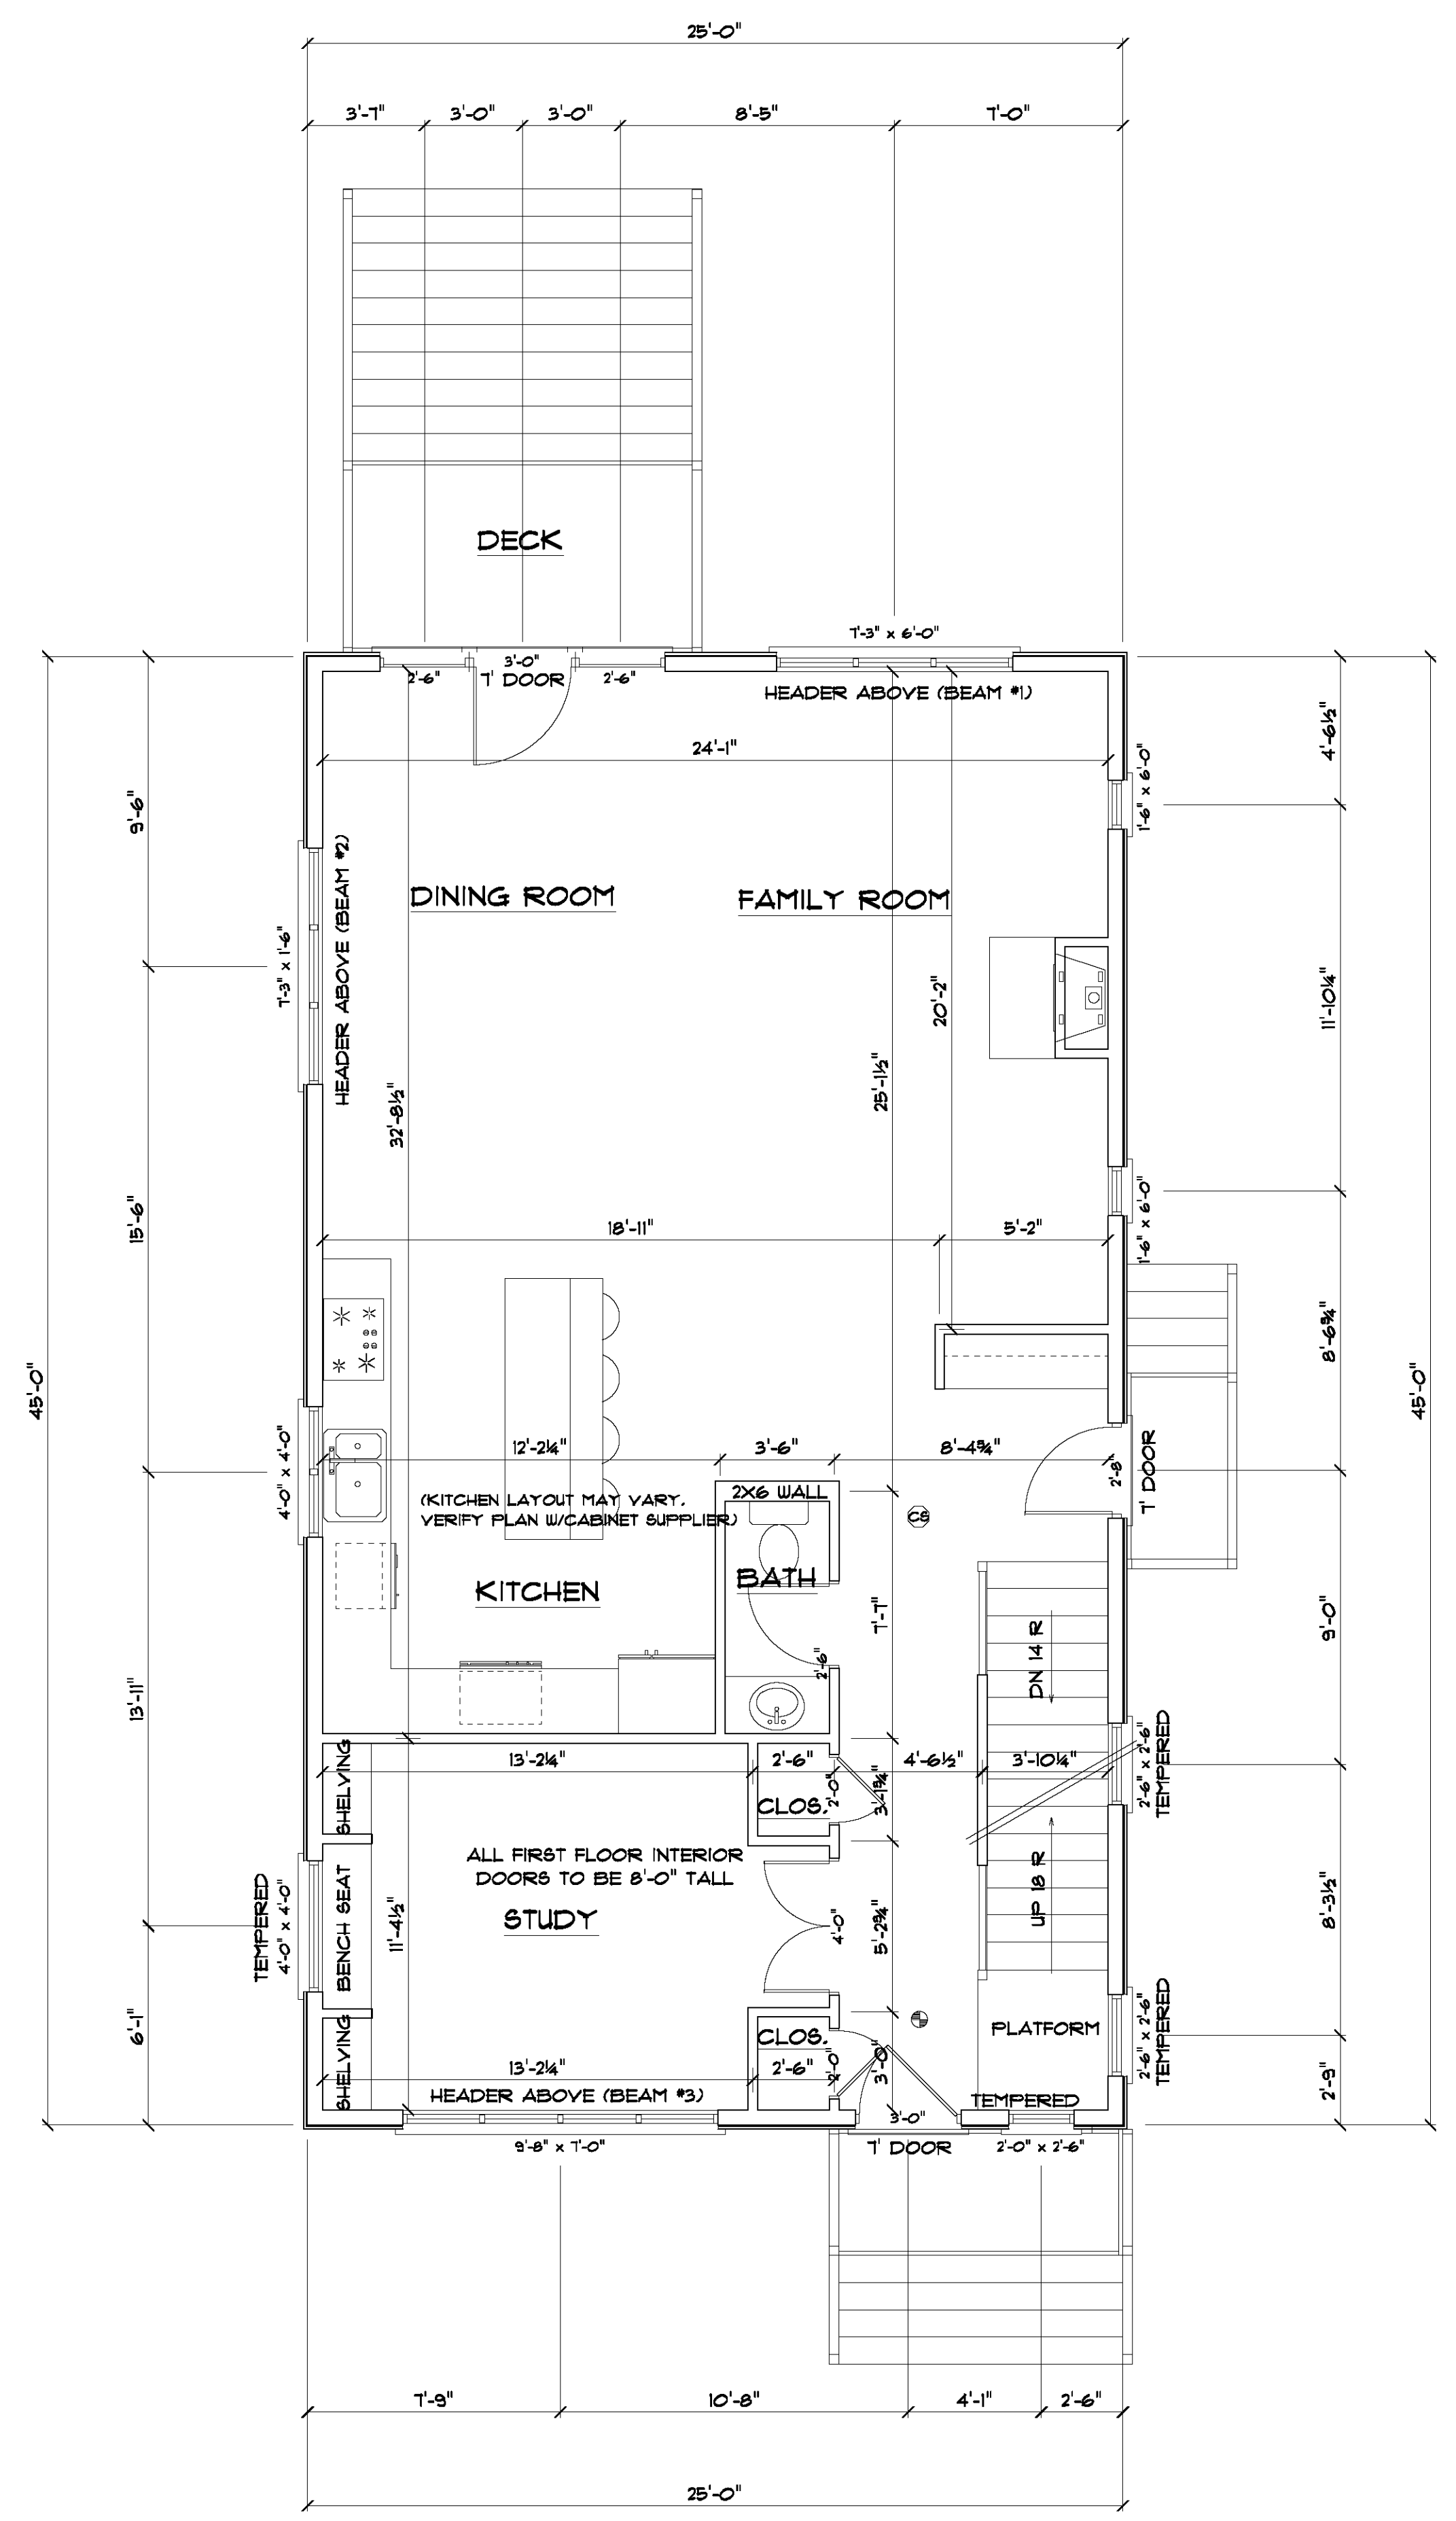 25'-0"
3'-7" 3'-0" 3'-0" 8'-5" 7'-0"
DECK
7'-3" x 6'-0"
3'-0"
2'-6" 7' DOOR 2'-6"
HEADER ABOVE (BEAM #1)
4'-6½"
24'-1"
1'-6" x 6'-0"
9'-6"
HEADER ABOVE (BEAM #2)
DINING ROOM
FAMILY ROOM
7'-3" x 1'-6"
20'-2"
11'-10¼"
25'-1½"
32'-8½"
15'-6"
18'-11"
5'-2"
1'-6" x 6'-0"
8'-6¾"
45'-0"
45'-0"
12'-2¼"
3'-6"
8'-4¾"
4'-0" x 4'-0"
2'-8"
7' DOOR
2X6 WALL
(KITCHEN LAYOUT MAY VARY.
VERIFY PLAN W/CABINET SUPPLIER)
CS
KITCHEN
BATH
7'-7"
9'-0"
2'-6"
DN 14 R
13'-11"
SHELVING
13'-2¼"
2'-6"
4'-6½"
3'-10¼"
2'-6" x 2'-6"
TEMPERED
CLOS.
2'-0"
3'-1¾"
ALL FIRST FLOOR INTERIOR
DOORS TO BE 8'-0" TALL
STUDY
TEMPERED
4'-0" x 4'-0"
BENCH SEAT
11'-4½"
4'-0"
5'-2¾"
UP 18 R
8'-3½"
6'-1"
SHELVING
CLOS.
PLATFORM
2'-6" x 2'-6"
TEMPERED
13'-2¼"
2'-6"
2'-0"
3'-0"
2'-9"
HEADER ABOVE (BEAM #3)
TEMPERED
3'-0"
9'-8" x 7'-0"
7' DOOR
2'-0" x 2'-6"
7'-9" 10'-8" 4'-1" 2'-6"
25'-0"